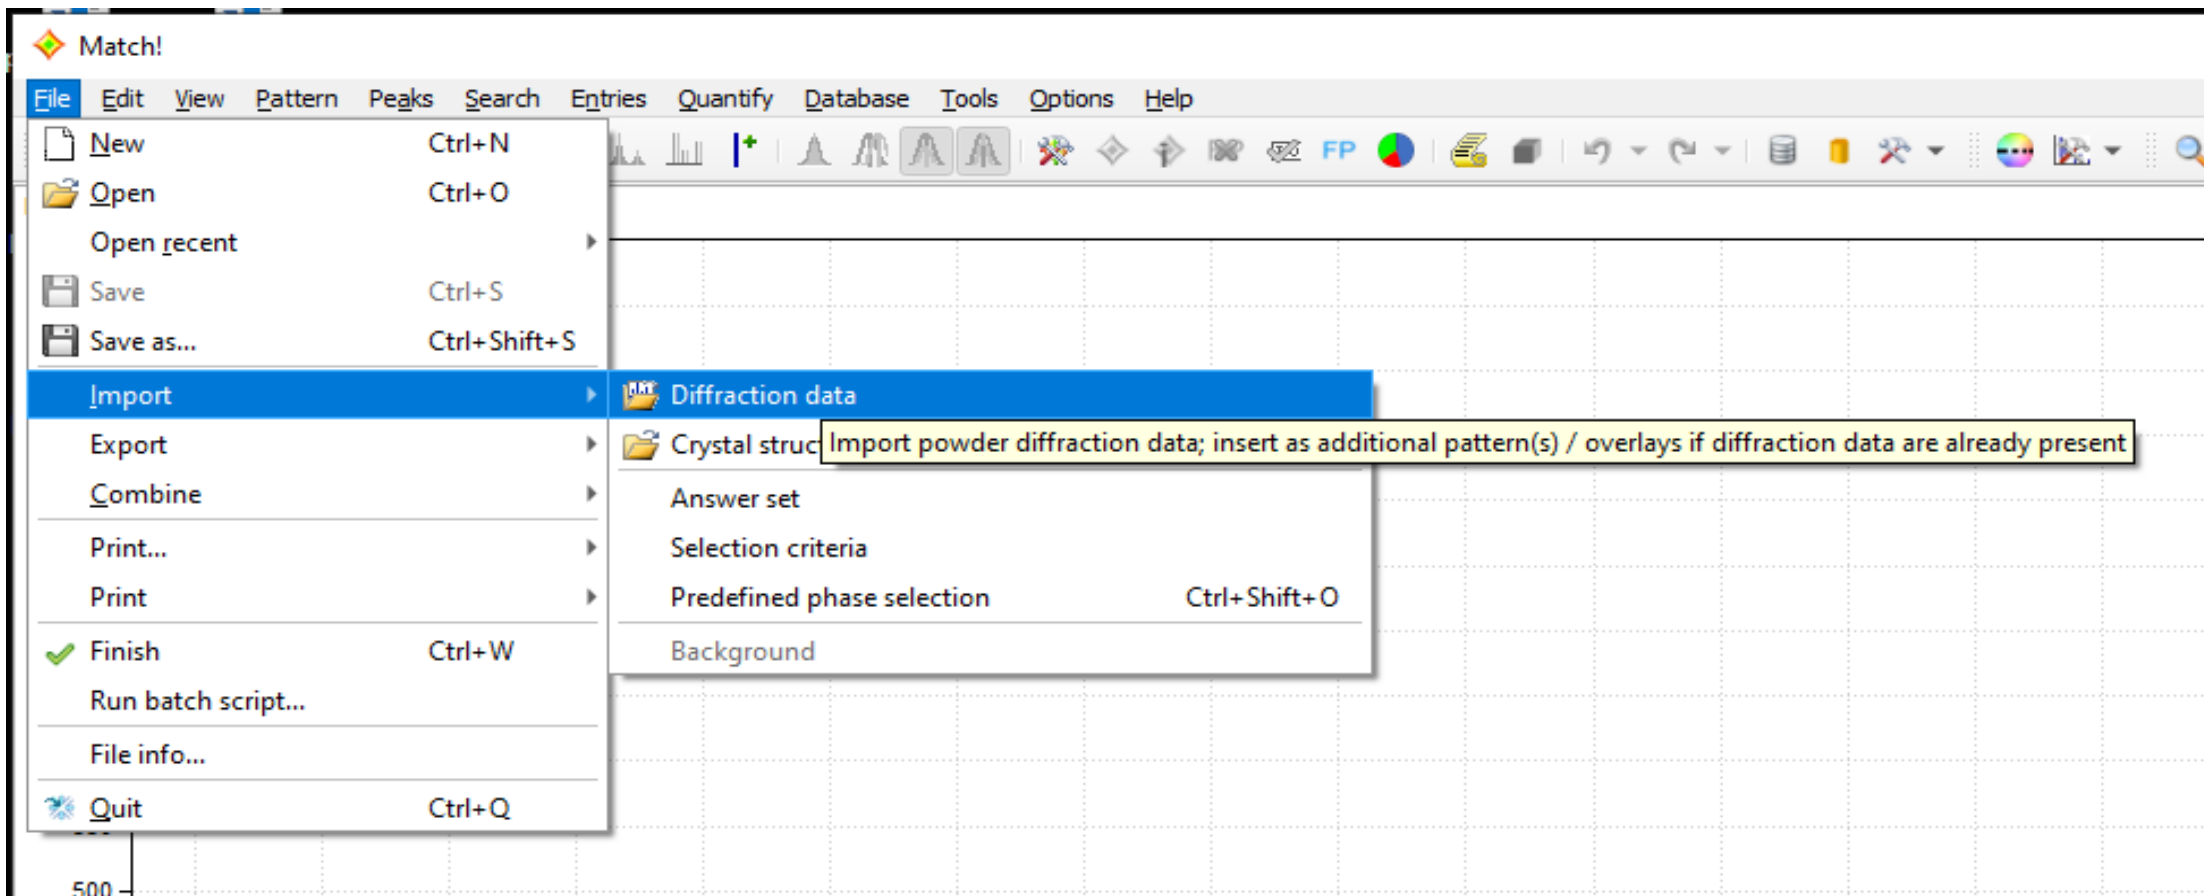 Match!
File Edit View Pattern Peaks Search Entries Quantify Database Tools Options Help
FP
New Ctrl+N
Open Ctrl+O
Open recent
Save Ctrl+S
Save as... Ctrl+Shift+S
Import
Export
Combine
Print...
Print
Finish Ctrl+W
Run batch script...
File info...
Quit Ctrl+Q
Diffraction data
Crystal struc
Import powder diffraction data; insert as additional pattern(s) / overlays if diffraction data are already present
Answer set
Selection criteria
Predefined phase selection Ctrl+Shift+O
Background
500